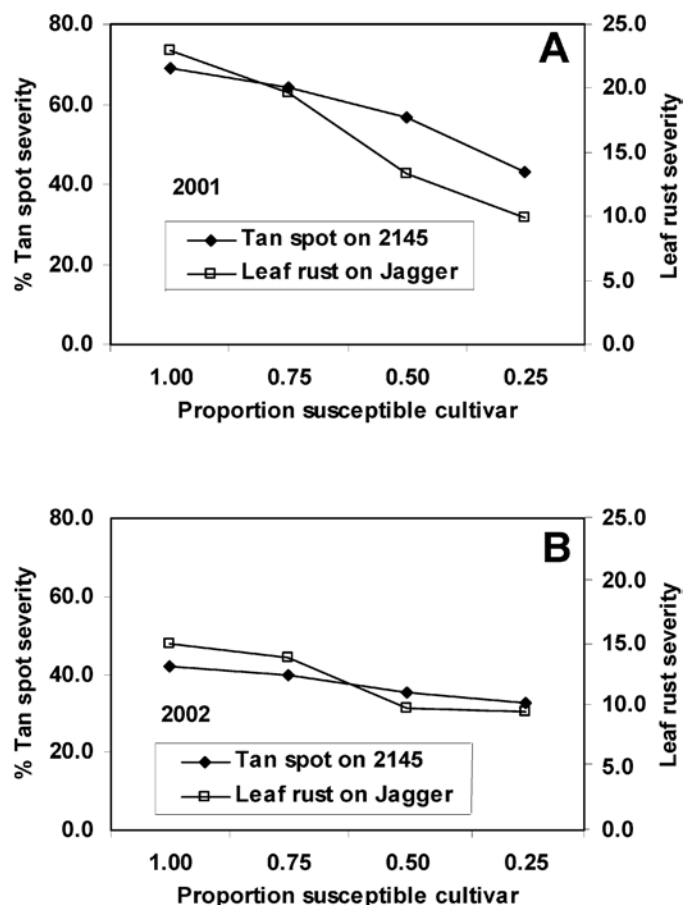 80.0
60.0
40.0
20.0
0.0
% Tan spot severity
A
2001
Tan spot on 2145
Leaf rust on Jagger
25.0
20.0
15.0
10.0
5.0
0.0
Leaf rust severity
1.00 0.75 0.50 0.25
Proportion susceptible cultivar
80.0
60.0
40.0
20.0
0.0
% Tan spot severity
B
2002
Tan spot on 2145
Leaf rust on Jagger
25.0
20.0
15.0
10.0
5.0
0.0
Leaf rust severity
1.00 0.75 0.50 0.25
Proportion susceptible cultivar